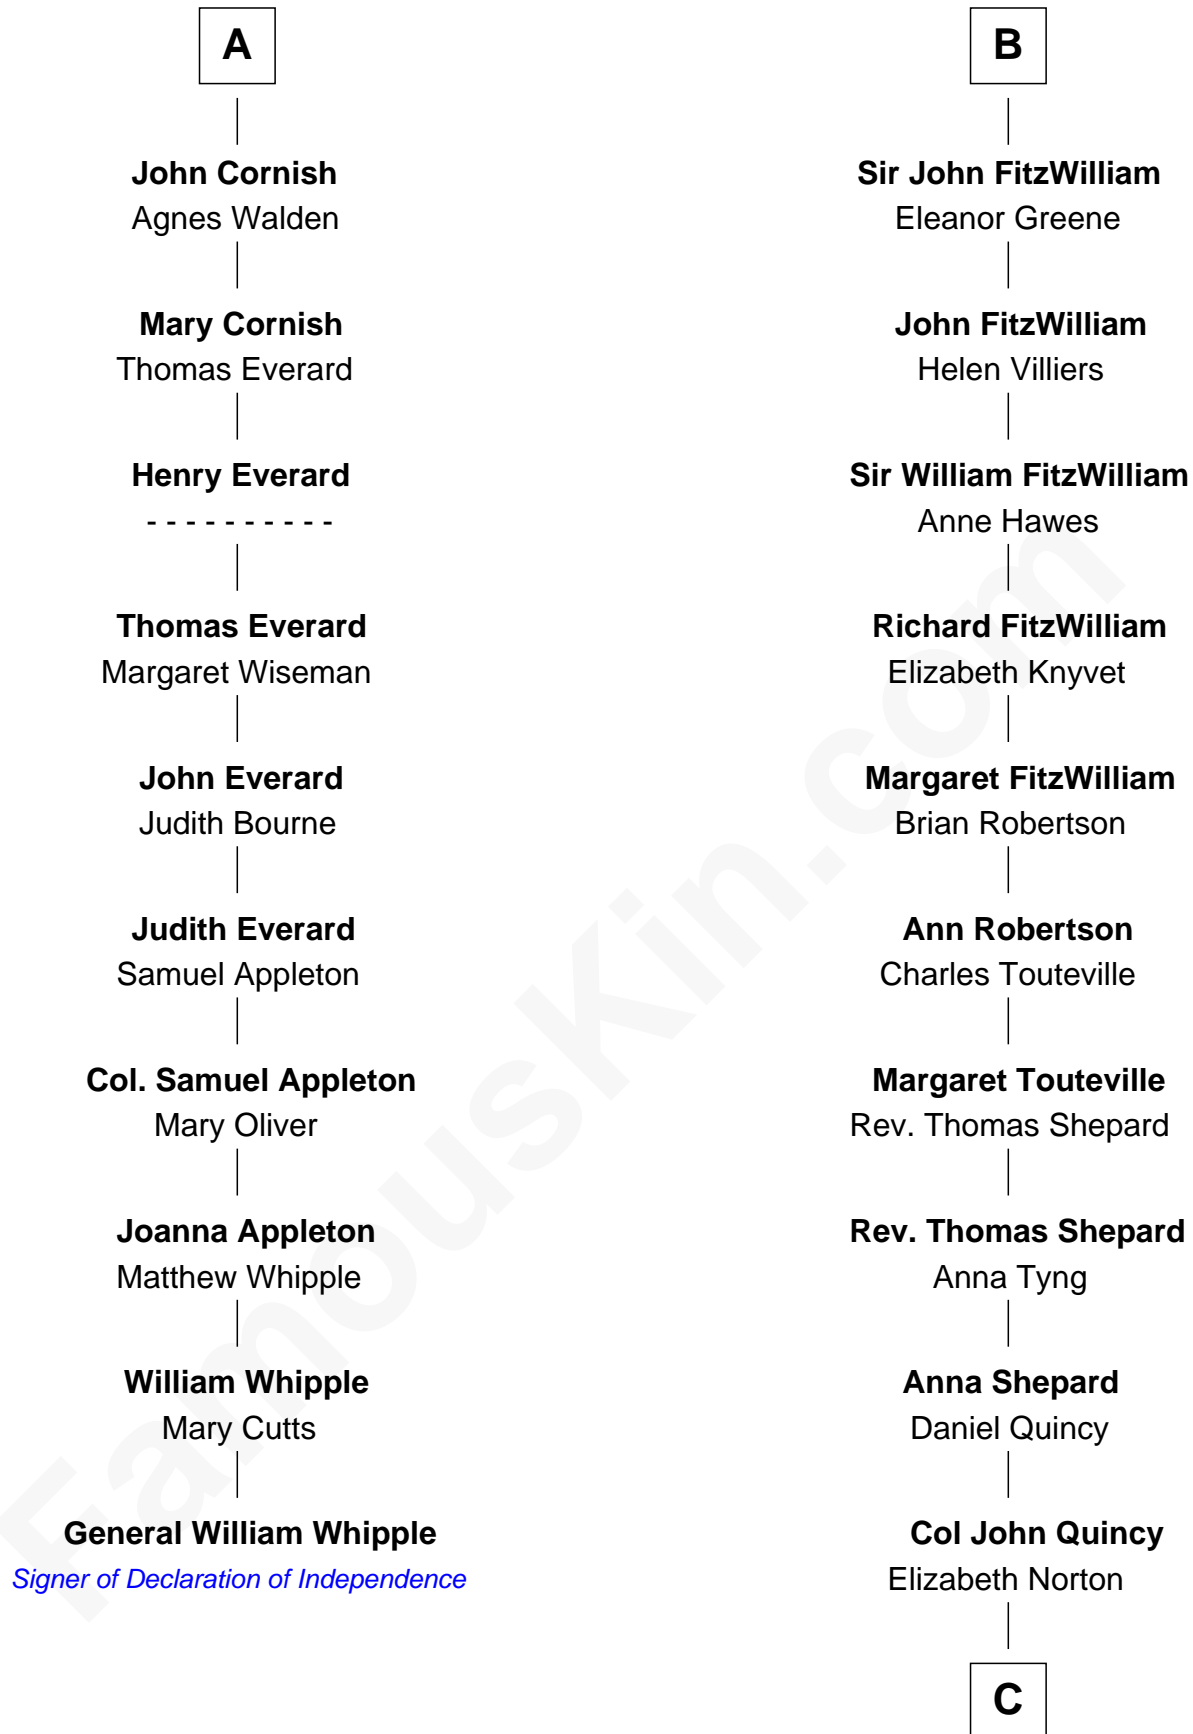 A
John Cornish
Agnes Walden
Mary Cornish
Thomas Everard
Henry Everard
- - - - - - - - - -
Thomas Everard
Margaret Wiseman
John Everard
Judith Bourne
Judith Everard
Samuel Appleton
Col. Samuel Appleton
Mary Oliver
Joanna Appleton
Matthew Whipple
William Whipple
Mary Cutts
General William Whipple
Signer of Declaration of Independence
B
Sir John FitzWilliam
Eleanor Greene
John FitzWilliam
Helen Villiers
Sir William FitzWilliam
Anne Hawes
Richard FitzWilliam
Elizabeth Knyvet
Margaret FitzWilliam
Brian Robertson
Ann Robertson
Charles Touteville
Margaret Touteville
Rev. Thomas Shepard
Rev. Thomas Shepard
Anna Tyng
Anna Shepard
Daniel Quincy
Col John Quincy
Elizabeth Norton
C
FamousKin.com